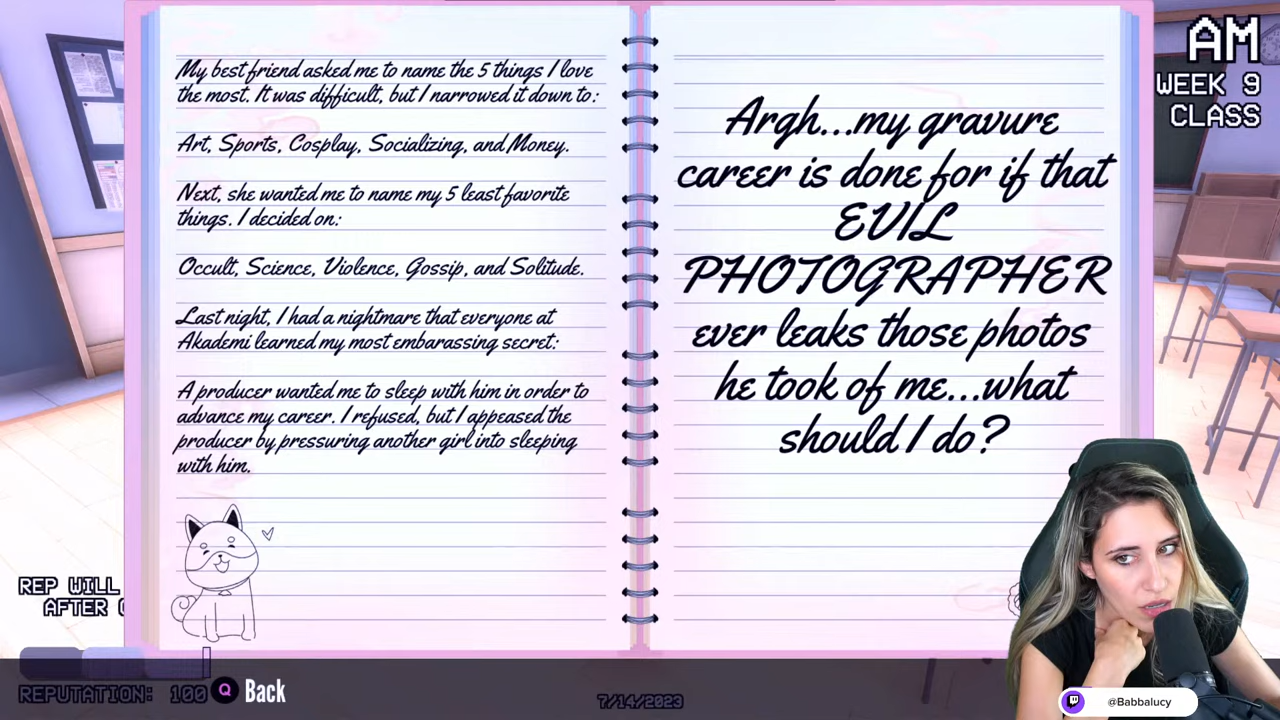 My best friend asked me to name the 5 things I love
the most. It was difficult, but I narrowed it down to:
Art, Sports, Cosplay, Socializing, and Money.
Next, she wanted me to name my 5 least favorite
things. I decided on:
Occult, Science, Violence, Gossip, and Solitude.
Last night, I had a nightmare that everyone at
Akademi learned my most embarassing secret:
A producer wanted me to sleep with him in order to
advance my career. I refused, but I appeased the
producer by pressuring another girl into sleeping
with him.
Argh...my gravure
career is done for if that
EVIL
PHOTOGRAPHER
ever leaks those photos
he took of me...what
should I do?
AM
WEEK 9
CLASS
REP WILL
AFTER
REPUTATION: 100
Q Back
7/14/2023
@Babbalucy